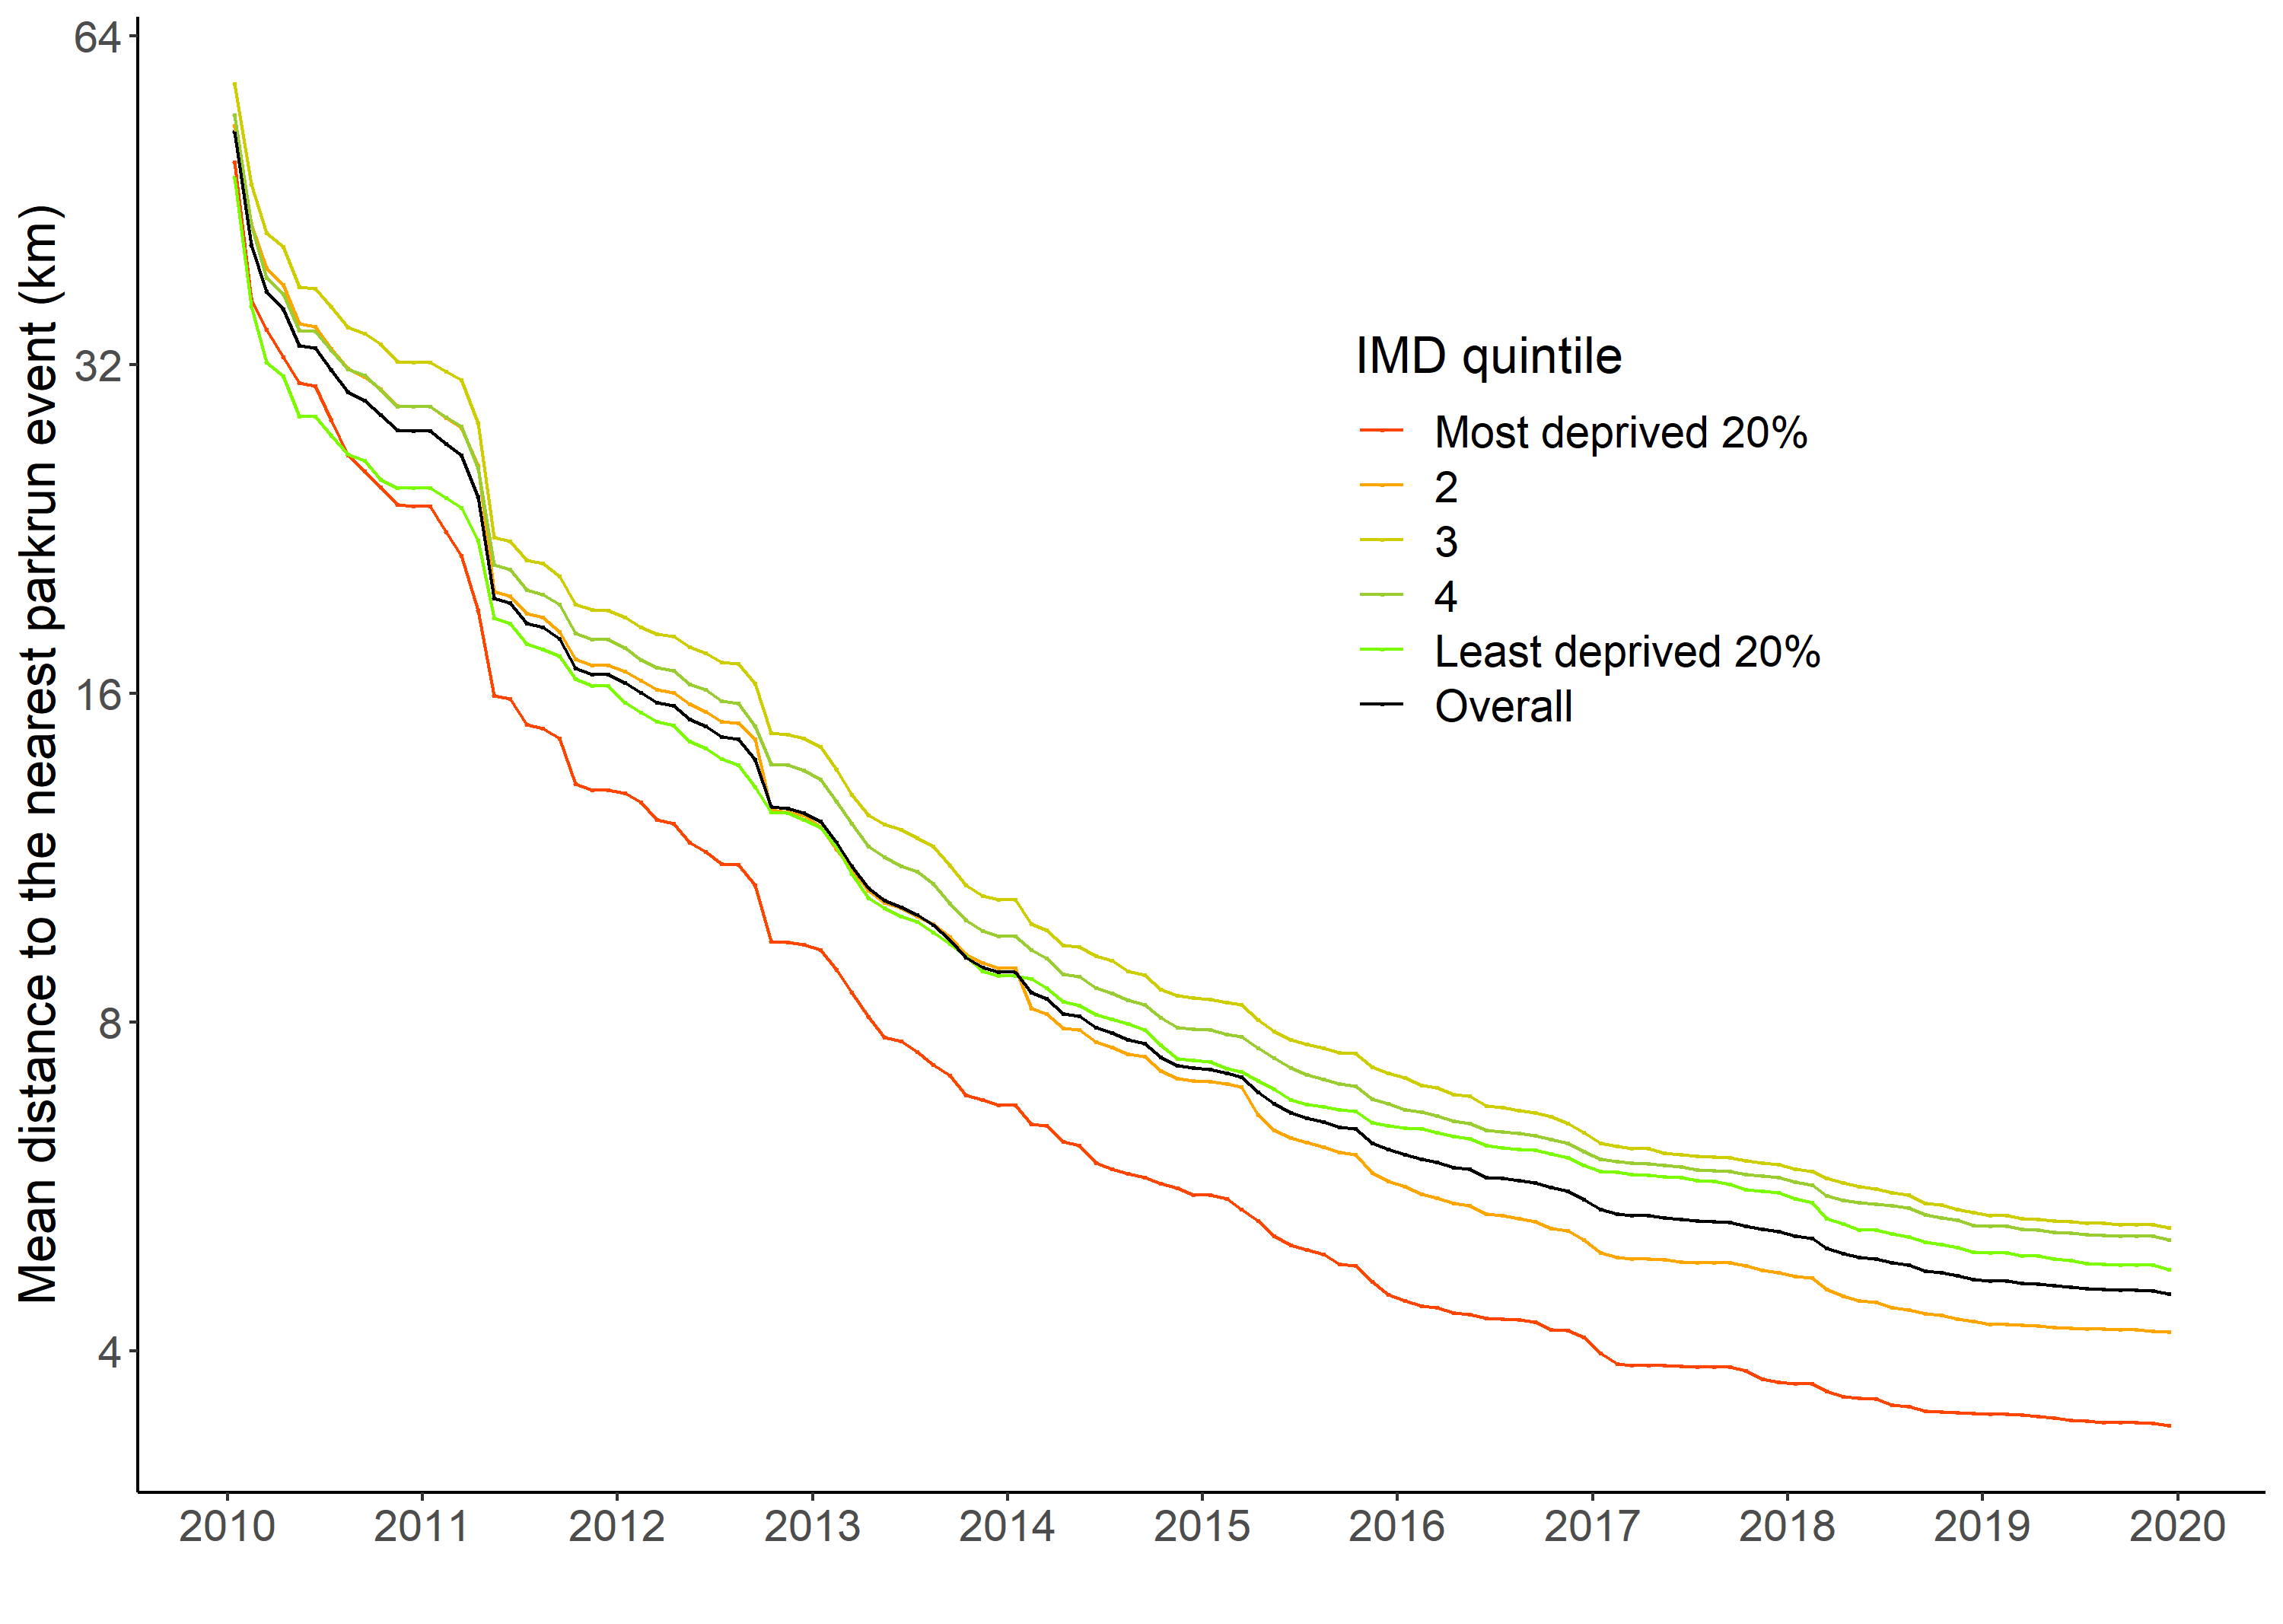 Mean distance to the nearest parkrun event (km)
64
32
16
8
4
IMD quintile
Most deprived 20%
2
3
4
Least deprived 20%
Overall
2010 2011 2012 2013 2014 2015 2016 2017 2018 2019 2020